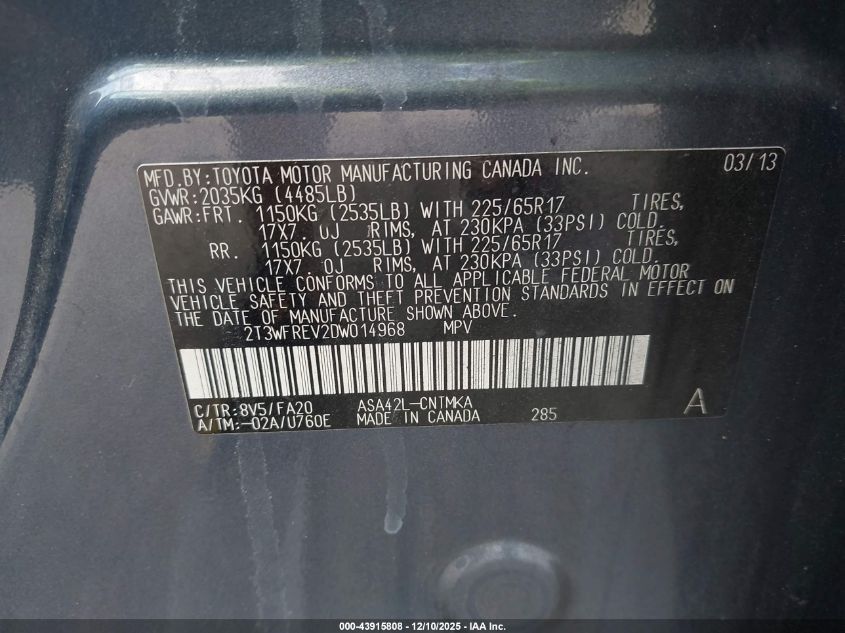 MFD.BY:TOYOTA MOTOR MANUFACTURING CANADA INC. 03/13
GVWR:2035KG (4485LB)
GAWR:FRT. 1150KG (2535LB) WITH 225/65R17 TIRES,
17X7. 0J RIMS, AT 230KPA (33PSI) COLD.
RR. 1150KG (2535LB) WITH 225/65R17 TIRES,
17X7. 0J RIMS, AT 230KPA (33PSI) COLD.
THIS VEHICLE CONFORMS TO ALL APPLICABLE FEDERAL MOTOR
VEHICLE SAFETY AND THEFT PREVENTION STANDARDS IN EFFECT ON
THE DATE OF MANUFACTURE SHOWN ABOVE.
2T3WFREV2DW014968 MPV
C/TR:8V5/FA20 ASA42L-CNTMKA
A/TM:-02A/U760E MADE IN CANADA 285 A
000-43915808 - 12/10/2025 - IAA Inc.